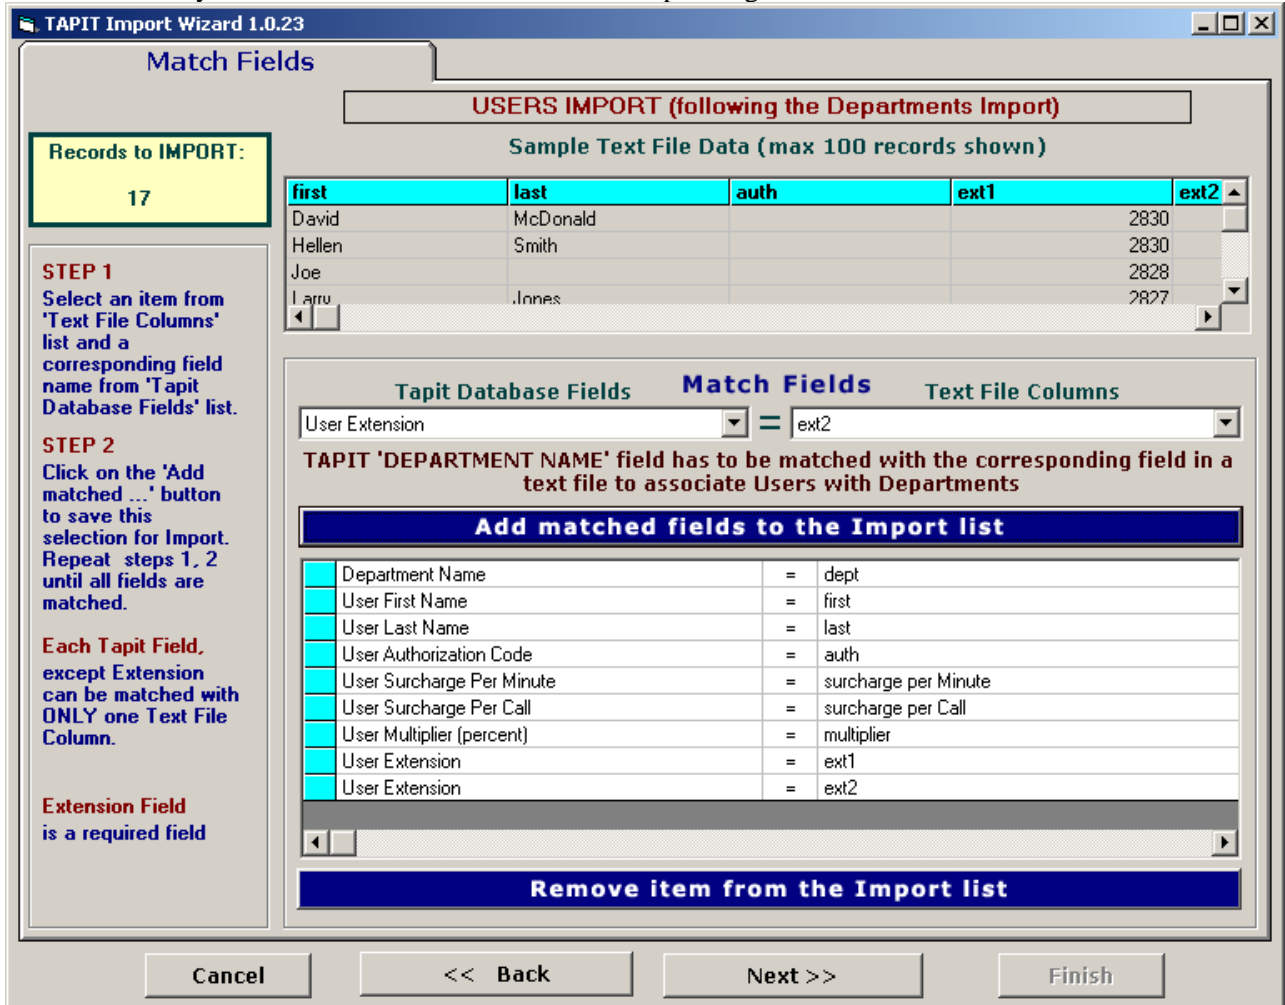 TAPIT Import Wizard 1.0.23
Match Fields
USERS IMPORT (following the Departments Import)
Records to IMPORT:
17
Sample Text File Data (max 100 records shown)
first last auth ext1 ext2
David McDonald 2830
Hellen Smith 2830
Joe 2828
Larry Jones 2827
STEP 1
Select an item from
'Text File Columns'
list and a
corresponding field
name from 'Tapit
Database Fields' list.
STEP 2
Click on the 'Add
matched ...' button
to save this
selection for Import.
Repeat steps 1, 2
until all fields are
matched.
Each Tapit Field,
except Extension
can be matched with
ONLY one Text File
Column.
Extension Field
is a required field
Tapit Database Fields Match Fields Text File Columns
User Extension = ext2
TAPIT 'DEPARTMENT NAME' field has to be matched with the corresponding field in a
text file to associate Users with Departments
Add matched fields to the Import list
Department Name = dept
User First Name = first
User Last Name = last
User Authorization Code = auth
User Surcharge Per Minute = surcharge per Minute
User Surcharge Per Call = surcharge per Call
User Multiplier (percent) = multiplier
User Extension = ext1
User Extension = ext2
Remove item from the Import list
Cancel << Back Next >> Finish